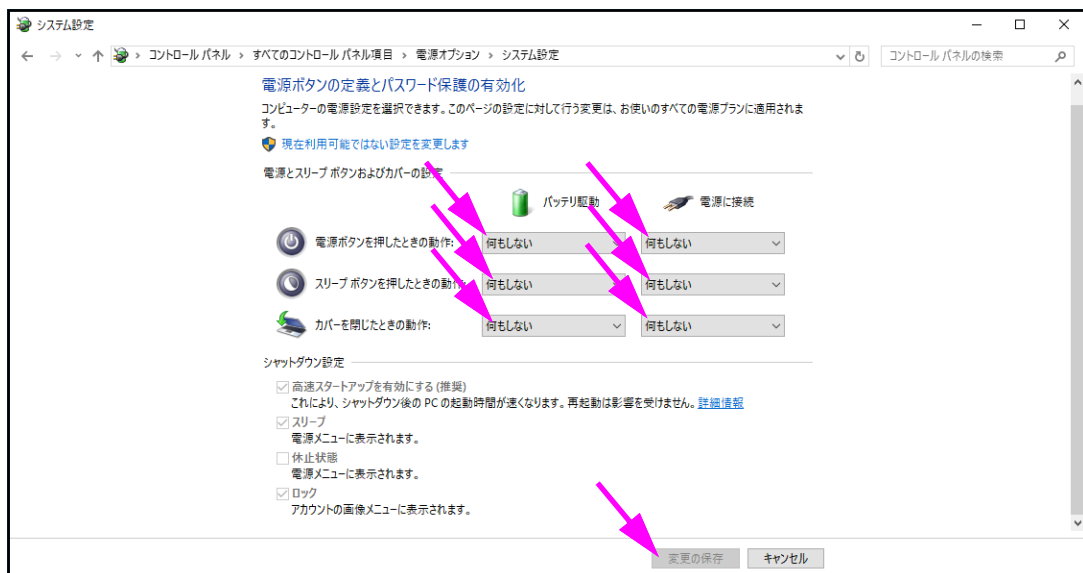 システム設定
コントロール パネル › すべてのコントロール パネル項目 › 電源オプション › システム設定
コントロール パネルの検索
電源ボタンの定義とパスワード保護の有効化
コンピューターの電源設定を選択できます。このページの設定に対して行う変更は、お使いのすべての電源プランに適用されま
す。
現在利用可能ではない設定を変更します
電源とスリープ ボタンおよびカバーの設定
バッテリ駆動 電源に接続
電源ボタンを押したときの動作: 何もしない 何もしない
スリープ ボタンを押したときの動作: 何もしない 何もしない
カバーを閉じたときの動作: 何もしない 何もしない
シャットダウン設定
高速スタートアップを有効にする (推奨)
これにより、シャットダウン後の PC の起動時間が速くなります。再起動は影響を受けません。詳細情報
スリープ
電源メニューに表示されます。
休止状態
電源メニューに表示されます。
ロック
アカウントの画像メニューに表示されます。
変更の保存 キャンセル